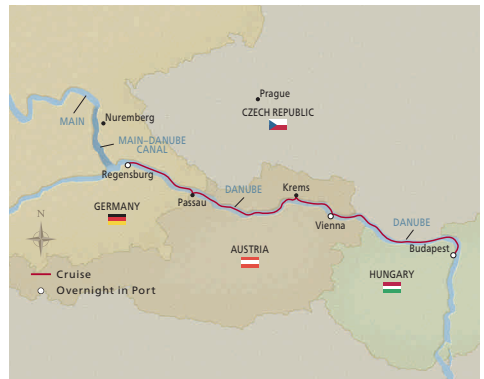 Prague
CZECH REPUBLIC
Nuremberg
MAIN
MAIN–DANUBE
CANAL
Regensburg
DANUBE
Krems
Passau
GERMANY
N
Vienna
DANUBE
Budapest
AUSTRIA
HUNGARY
Cruise
Overnight in Port